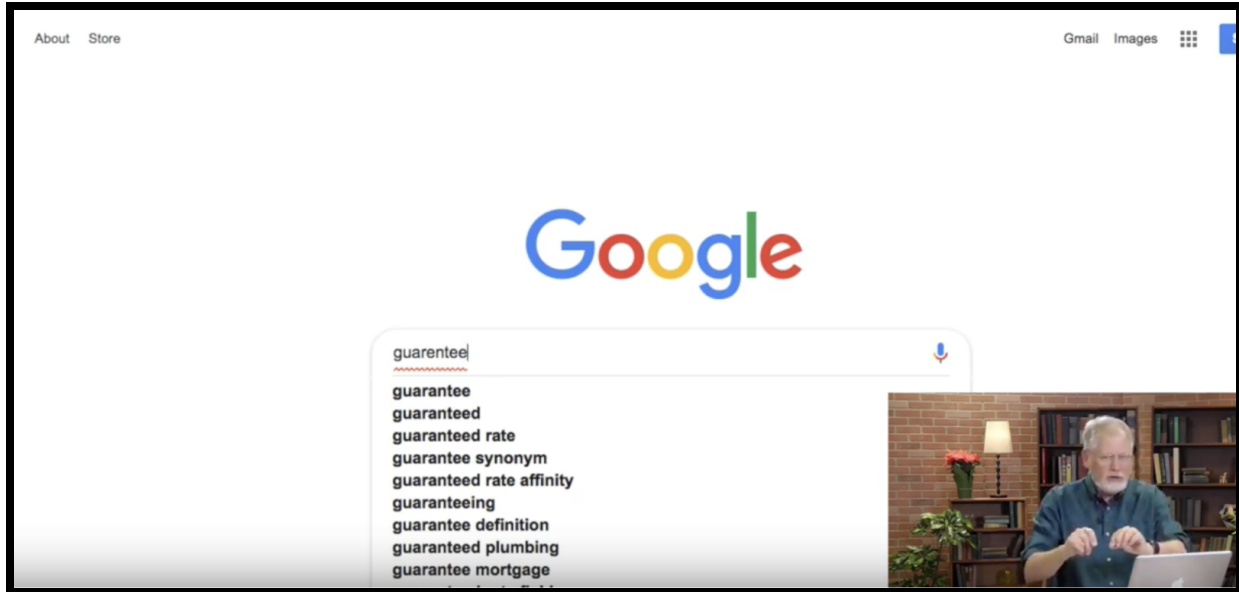 About Store
Gmail Images
Google
guarentee
guarantee
guaranteed
guaranteed rate
guarantee synonym
guaranteed rate affinity
guaranteeing
guarantee definition
guaranteed plumbing
guarantee mortgage